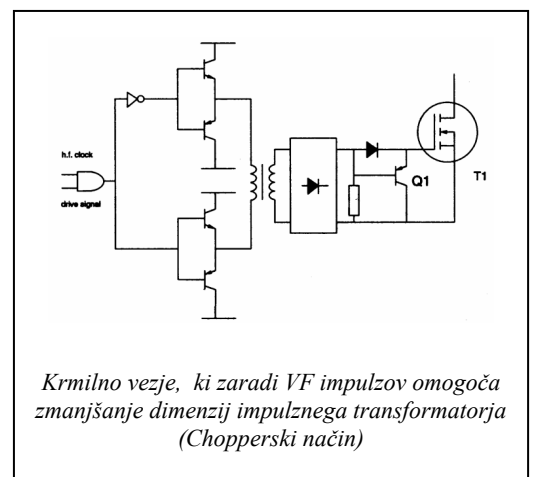 h.f. clock
drive signal
Q1
T1
Krmilno vezje, ki zaradi VF impulzov omogoča
zmanjšanje dimenzij impulznega transformatorja
(Chopperski način)